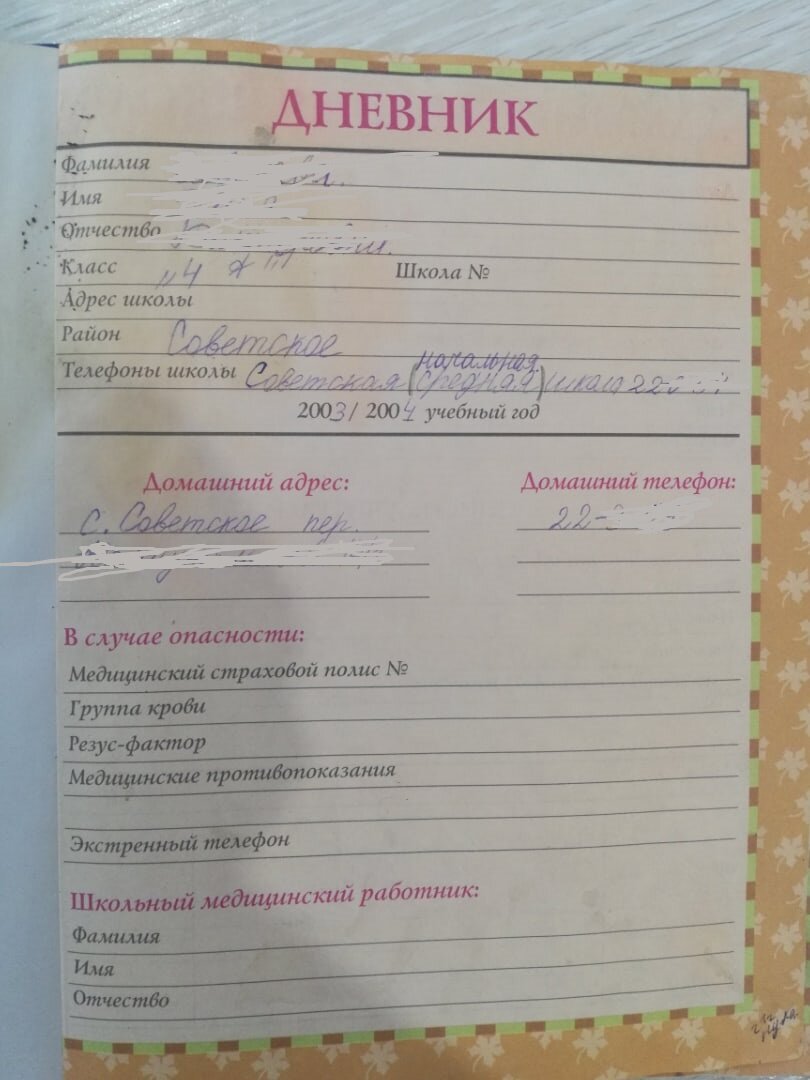 ДНЕВНИК
Фамилия
Имя
Отчество
Класс "4 Школа №
Адрес школы
Район Советское
начальная
Телефоны школы Советская (средняя) школа 22-
2003/2004 учебный год
Домашний адрес:
Домашний телефон:
с. Советское пер.
22-
В случае опасности:
Медицинский страховой полис №
Группа крови
Резус-фактор
Медицинские противопоказания
Экстренный телефон
Школьный медицинский работник:
Фамилия
Имя
Отчество